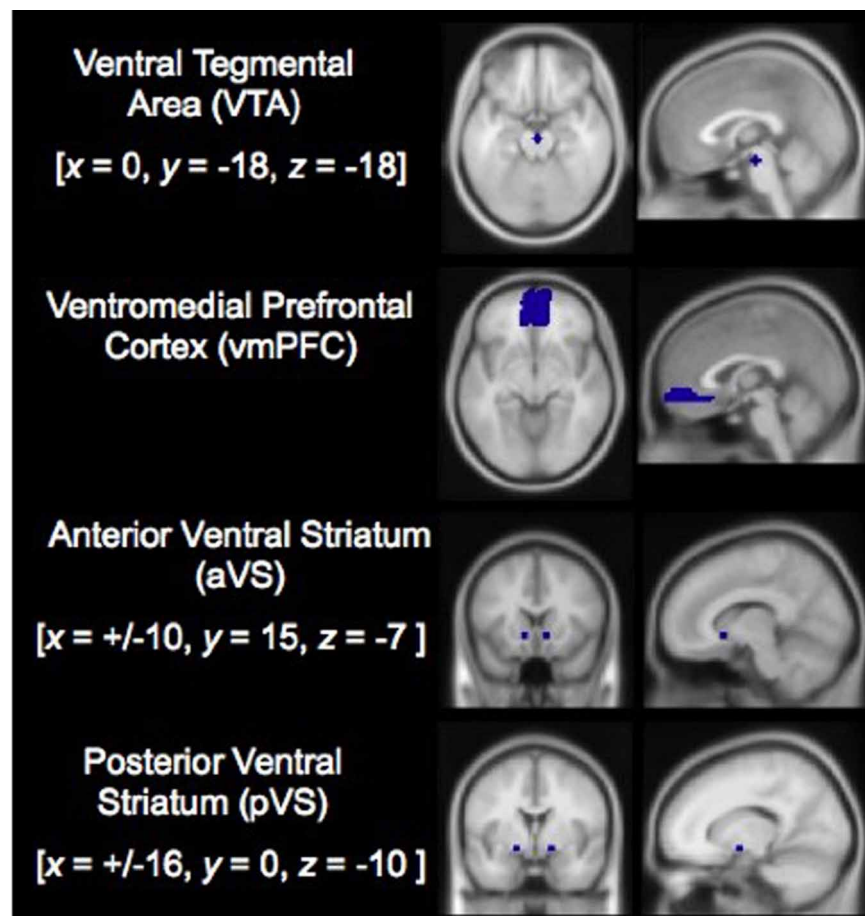 Ventral Tegmental
Area (VTA)
[x = 0, y = -18, z = -18]
Ventromedial Prefrontal
Cortex (vmPFC)
Anterior Ventral Striatum
(aVS)
[x = +/-10, y = 15, z = -7 ]
Posterior Ventral
Striatum (pVS)
[x = +/-16, y = 0, z = -10 ]